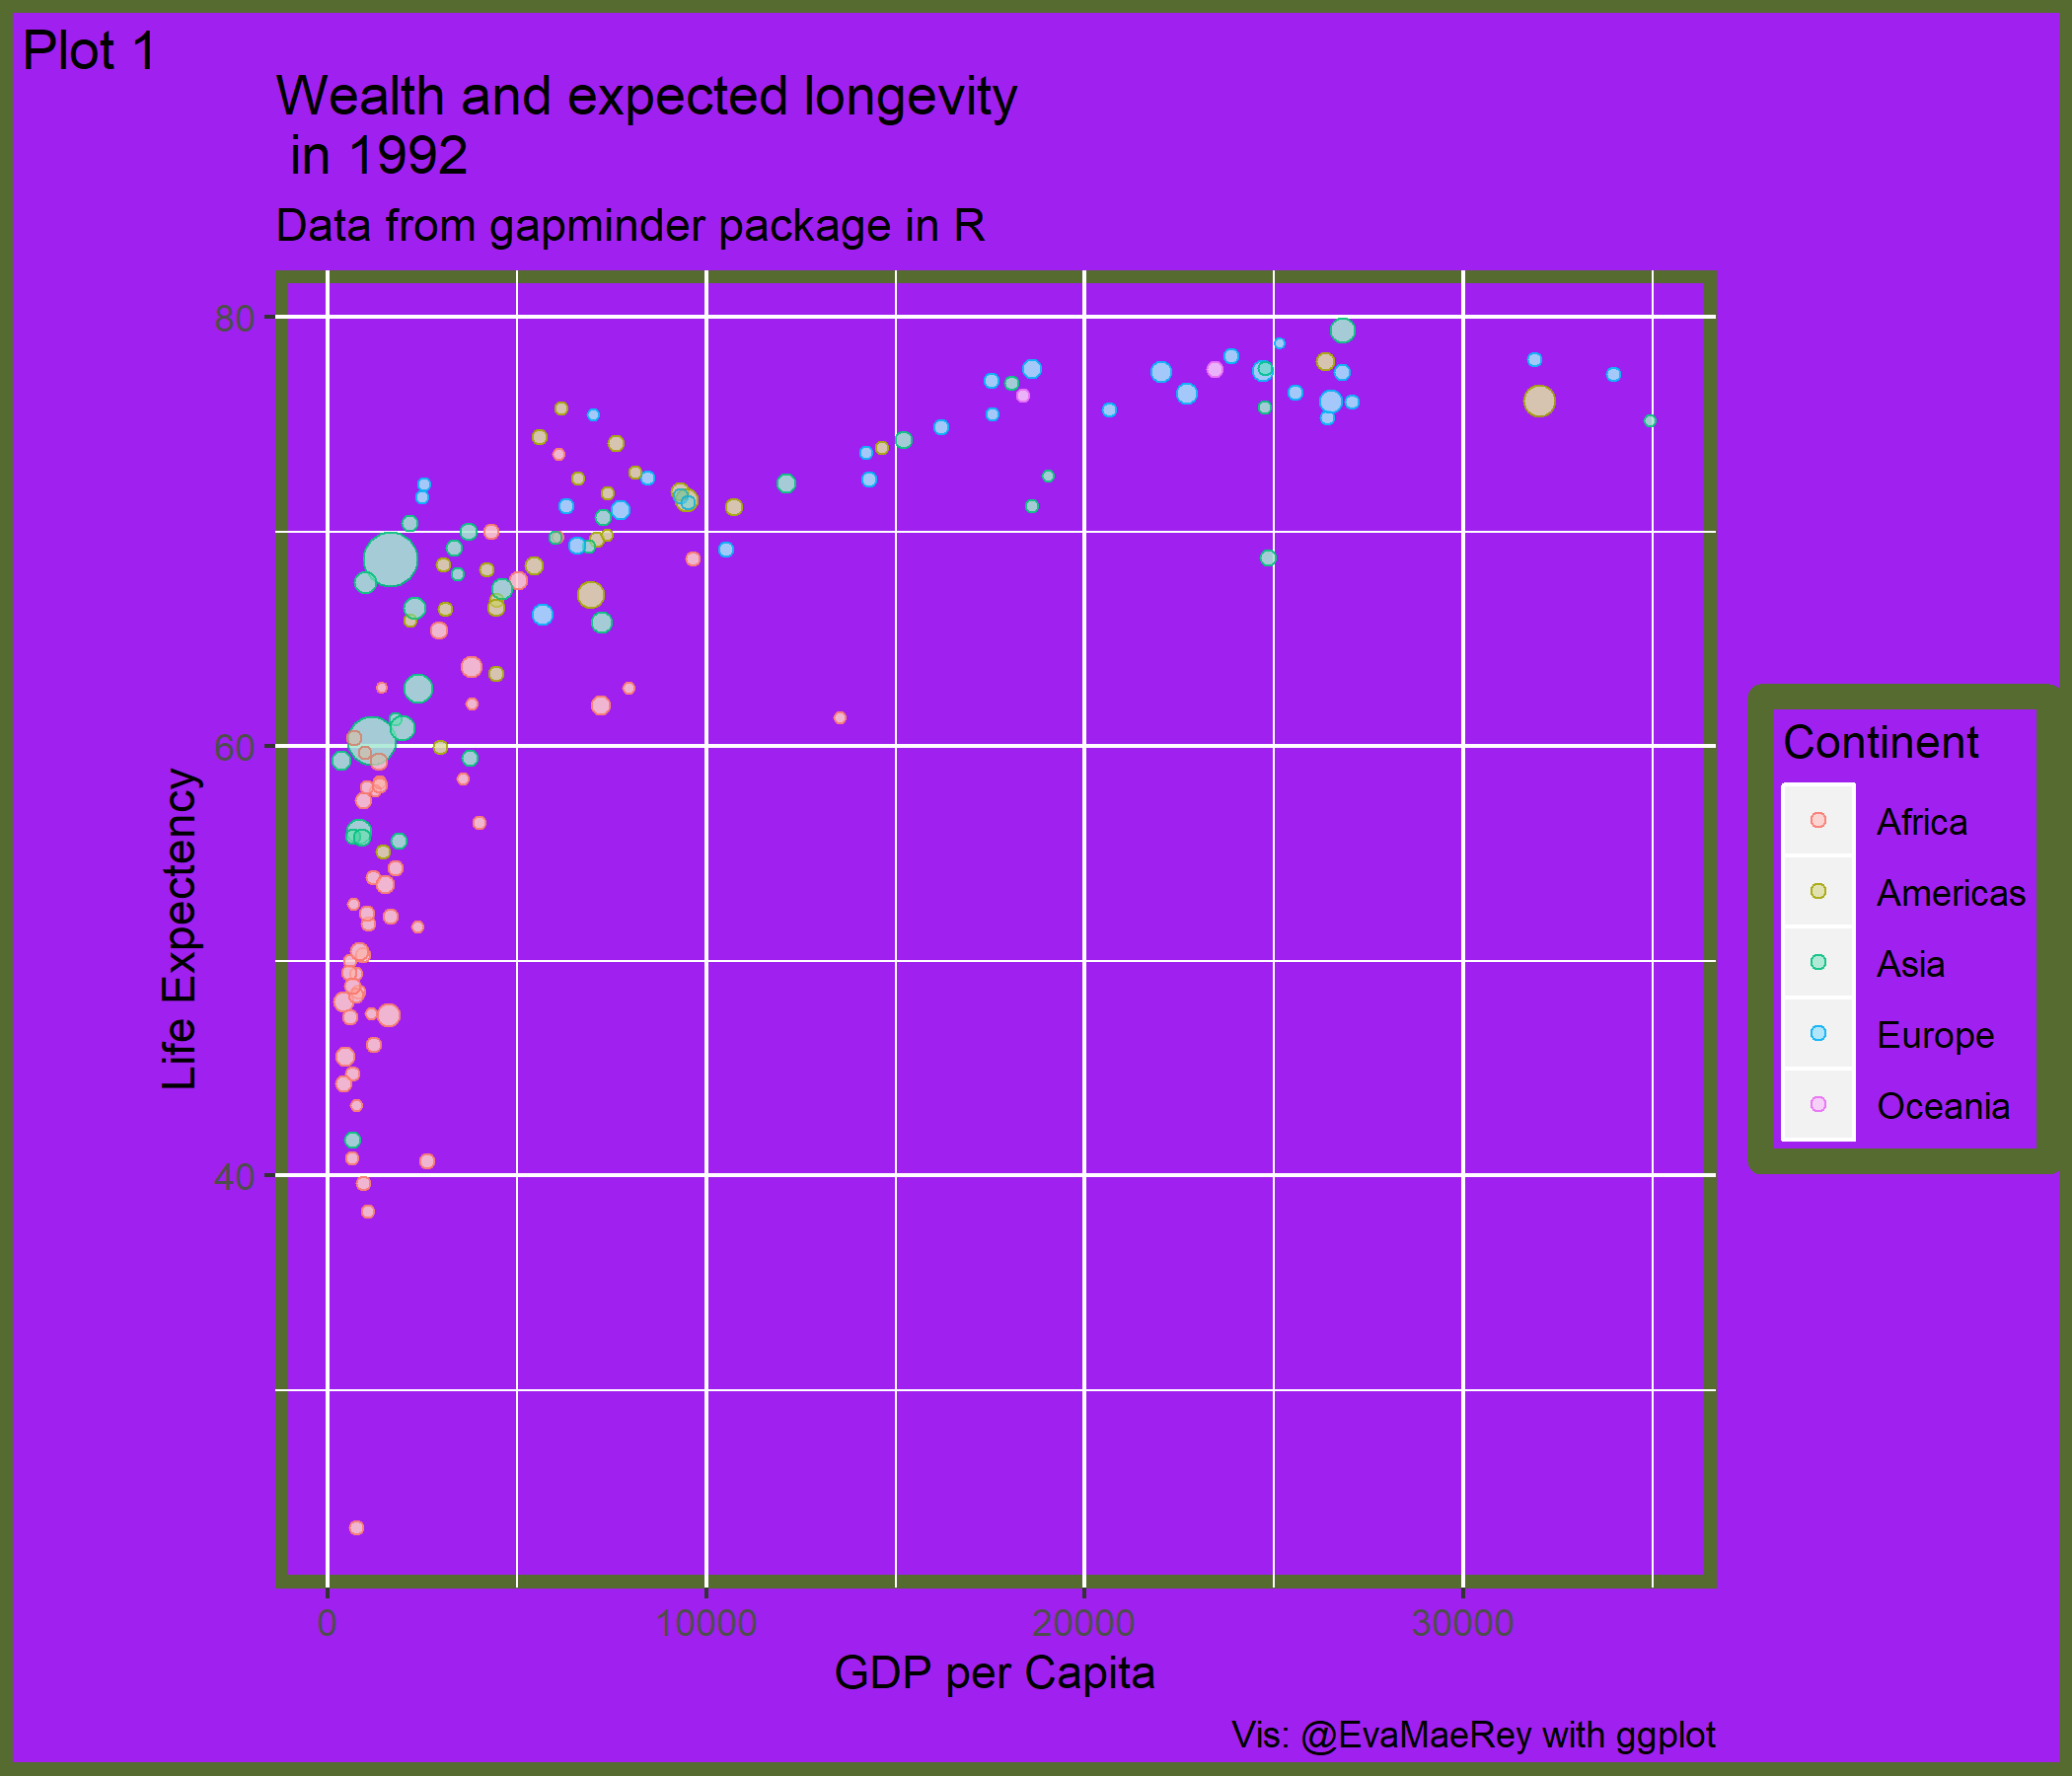 Plot 1
Wealth and expected longevity
in 1992
Data from gapminder package in R
80
60
40
Life Expectency
0 10000 20000 30000
GDP per Capita
Continent
Africa
Americas
Asia
Europe
Oceania
Vis: @EvaMaeRey with ggplot